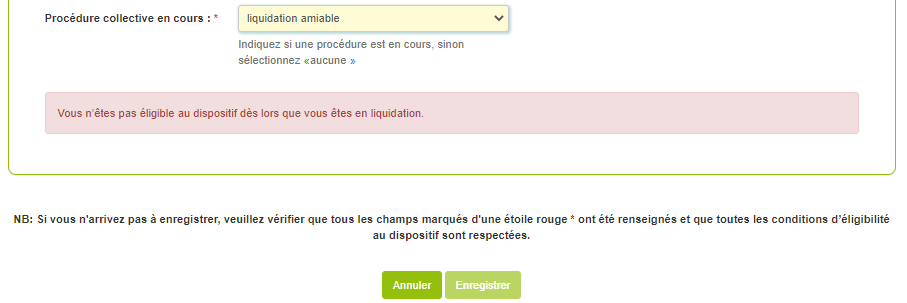 Procédure collective en cours : * liquidation amiable
Indiquez si une procédure est en cours, sinon
sélectionnez «aucune »
Vous n'êtes pas éligible au dispositif dès lors que vous êtes en liquidation.
NB: Si vous n'arrivez pas à enregistrer, veuillez vérifier que tous les champs marqués d'une étoile rouge * ont été renseignés et que toutes les conditions d'éligibilité
au dispositif sont respectées.
Annuler Enregistrer